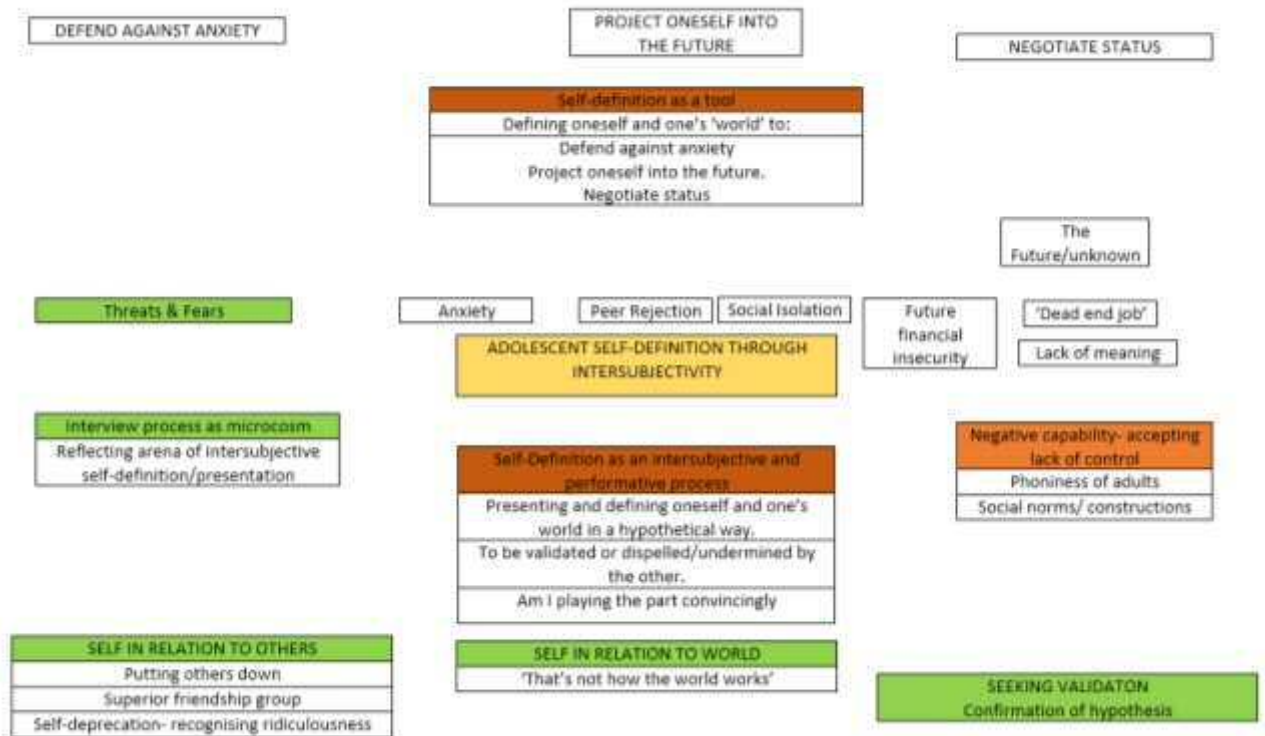 DEFEND AGAINST ANXIETY
PROJECT ONESELF INTO
THE FUTURE
NEGOTIATE STATUS
Self-definition as a tool
Defining oneself and one's 'world' to:
Defend against anxiety
Project oneself into the future.
Negotiate status
The
Future/unknown
Threats & Fears
Anxiety
Peer Rejection
Social Isolation
Future
financial
insecurity
'Dead end job'
Lack of meaning
ADOLESCENT SELF-DEFINITION THROUGH
INTERSUBJECTIVITY
Interview process as microcosm
Reflecting arena of intersubjective
self-definition/presentation
Self-Definition as an intersubjective and
performative process
Presenting and defining oneself and one's
world in a hypothetical way.
To be validated or dispelled/undermined by
the other.
Am I playing the part convincingly
Negative capability- accepting
lack of control
Phoniness of adults
Social norms/ constructions
SELF IN RELATION TO OTHERS
Putting others down
Superior friendship group
Self-deprecation- recognising ridiculousness
SELF IN RELATION TO WORLD
'That's not how the world works'
SEEKING VALIDATON
Confirmation of hypothesis